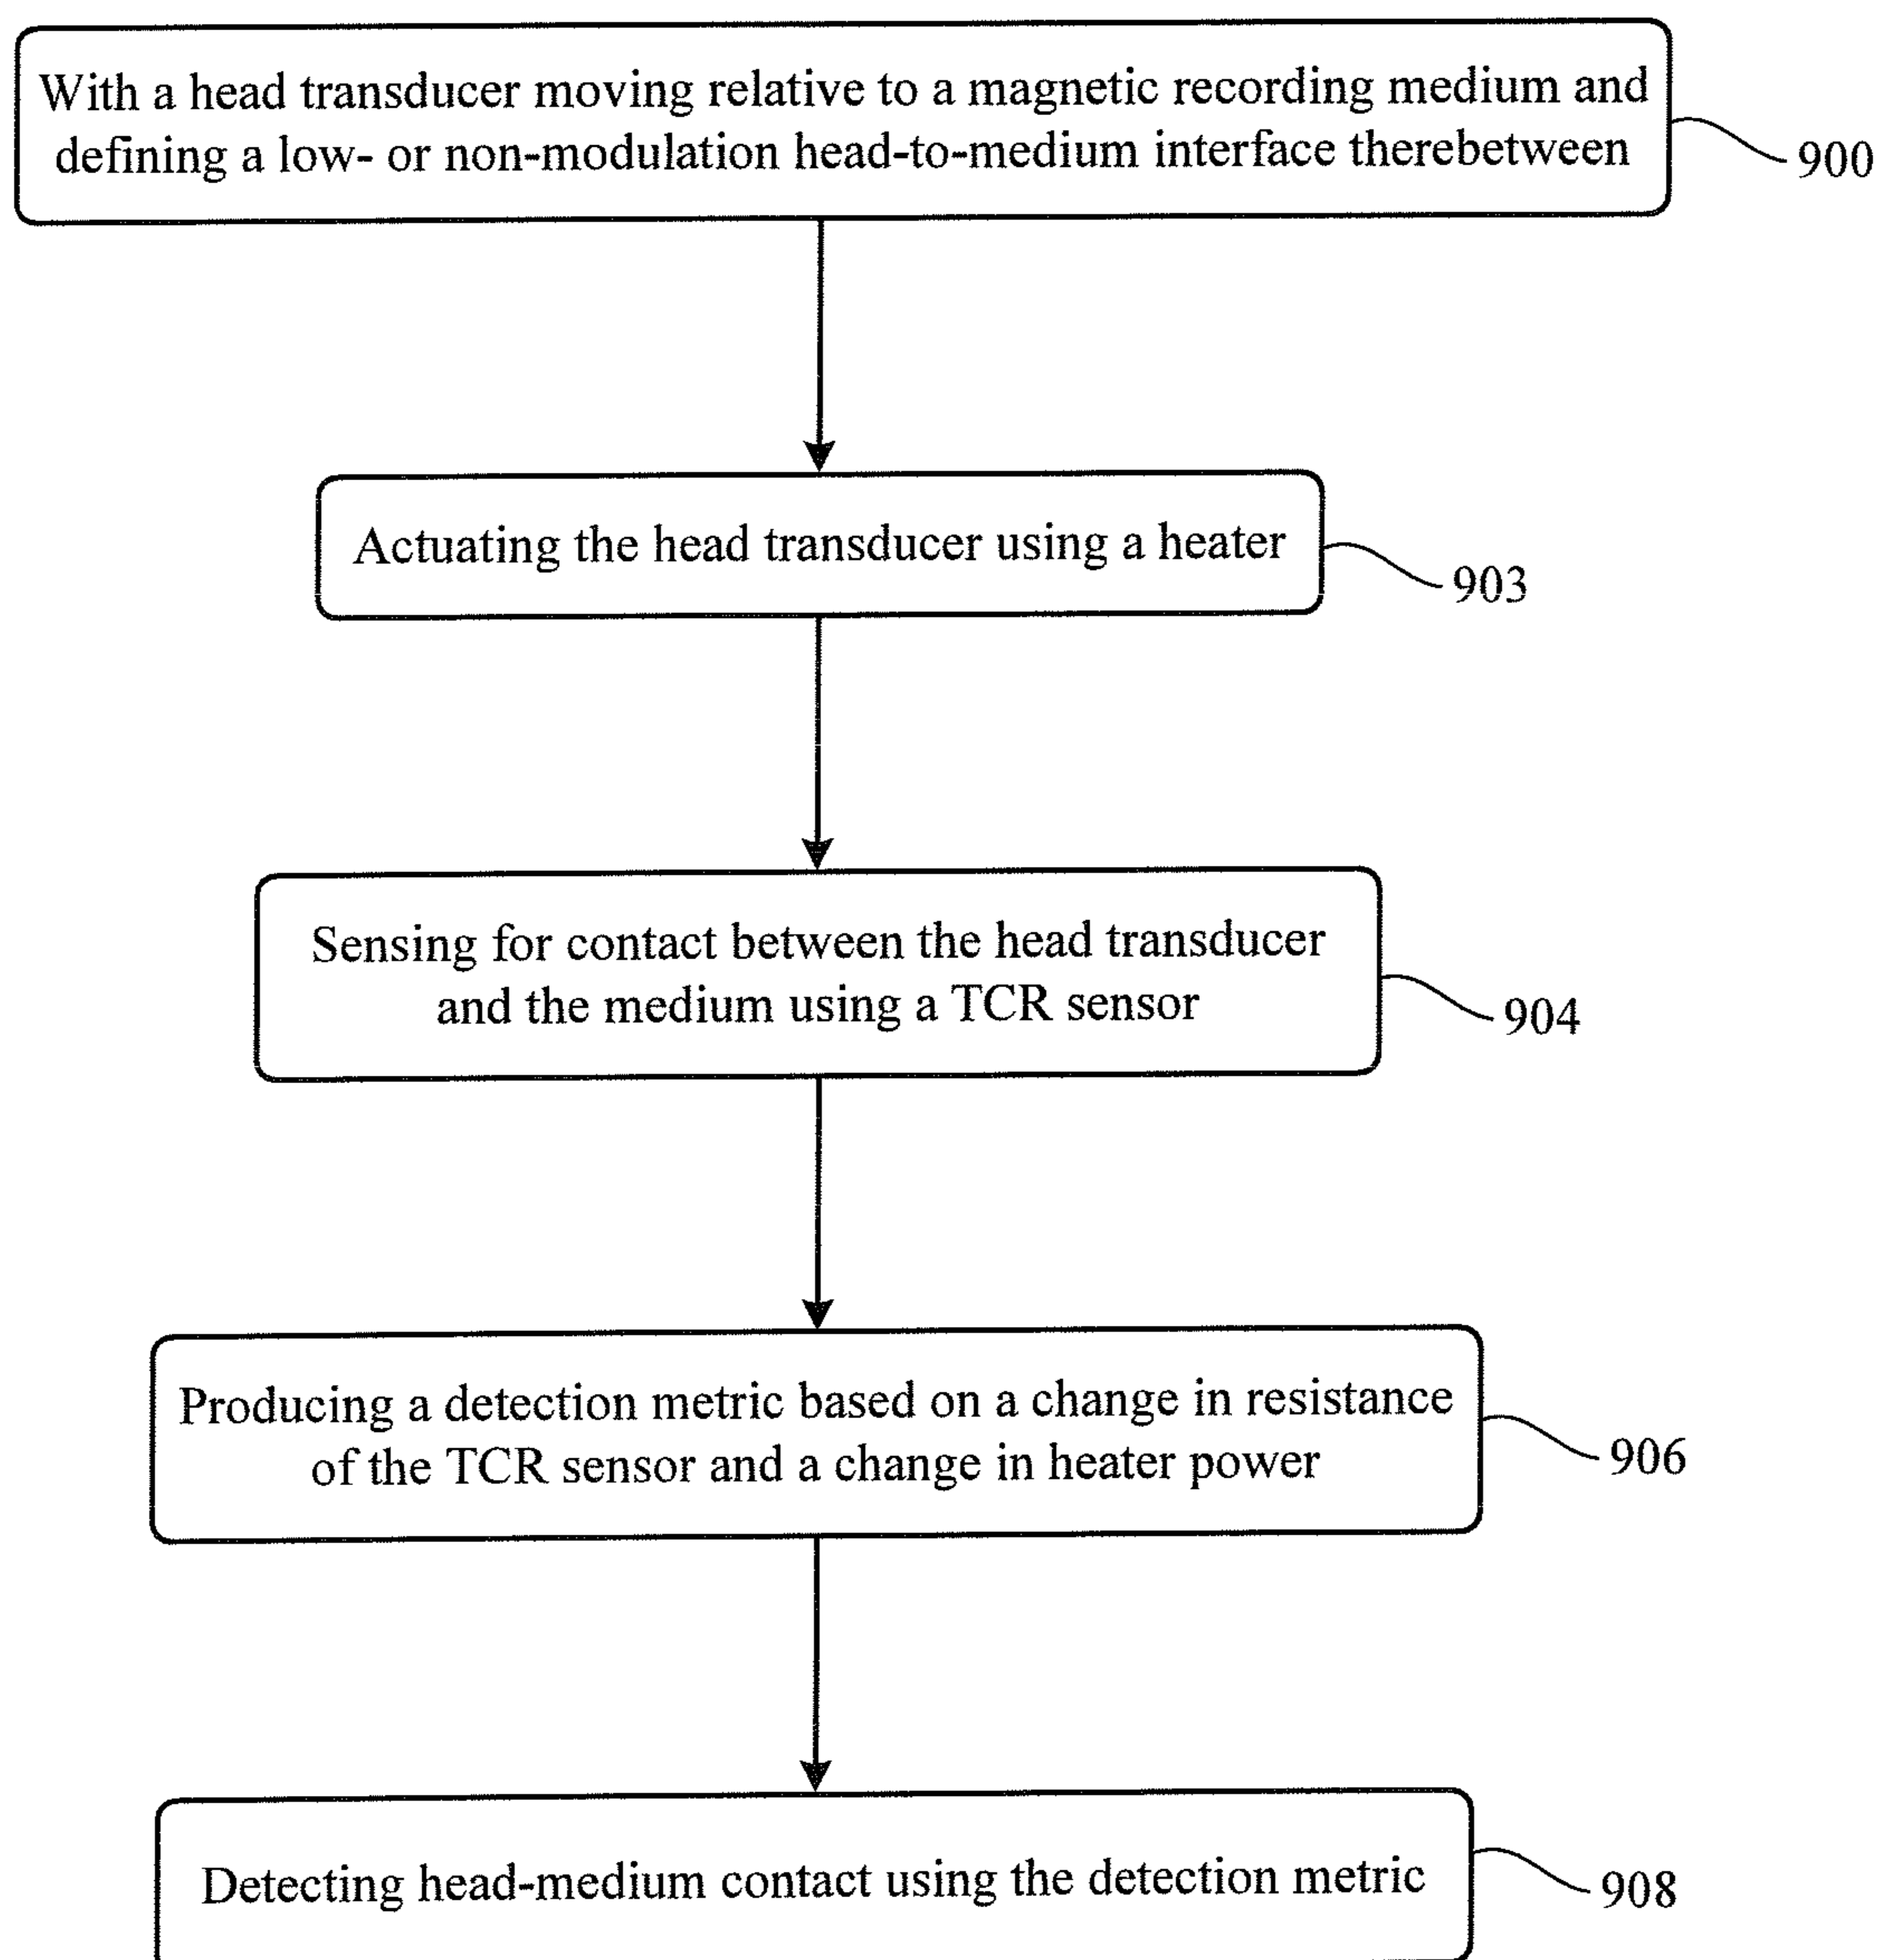 With a head transducer moving relative to a magnetic recording medium and
defining a low- or non-modulation head-to-medium interface therebetween
900
Actuating the head transducer using a heater
903
Sensing for contact between the head transducer
and the medium using a TCR sensor
904
Producing a detection metric based on a change in resistance
of the TCR sensor and a change in heater power
906
Detecting head-medium contact using the detection metric
908